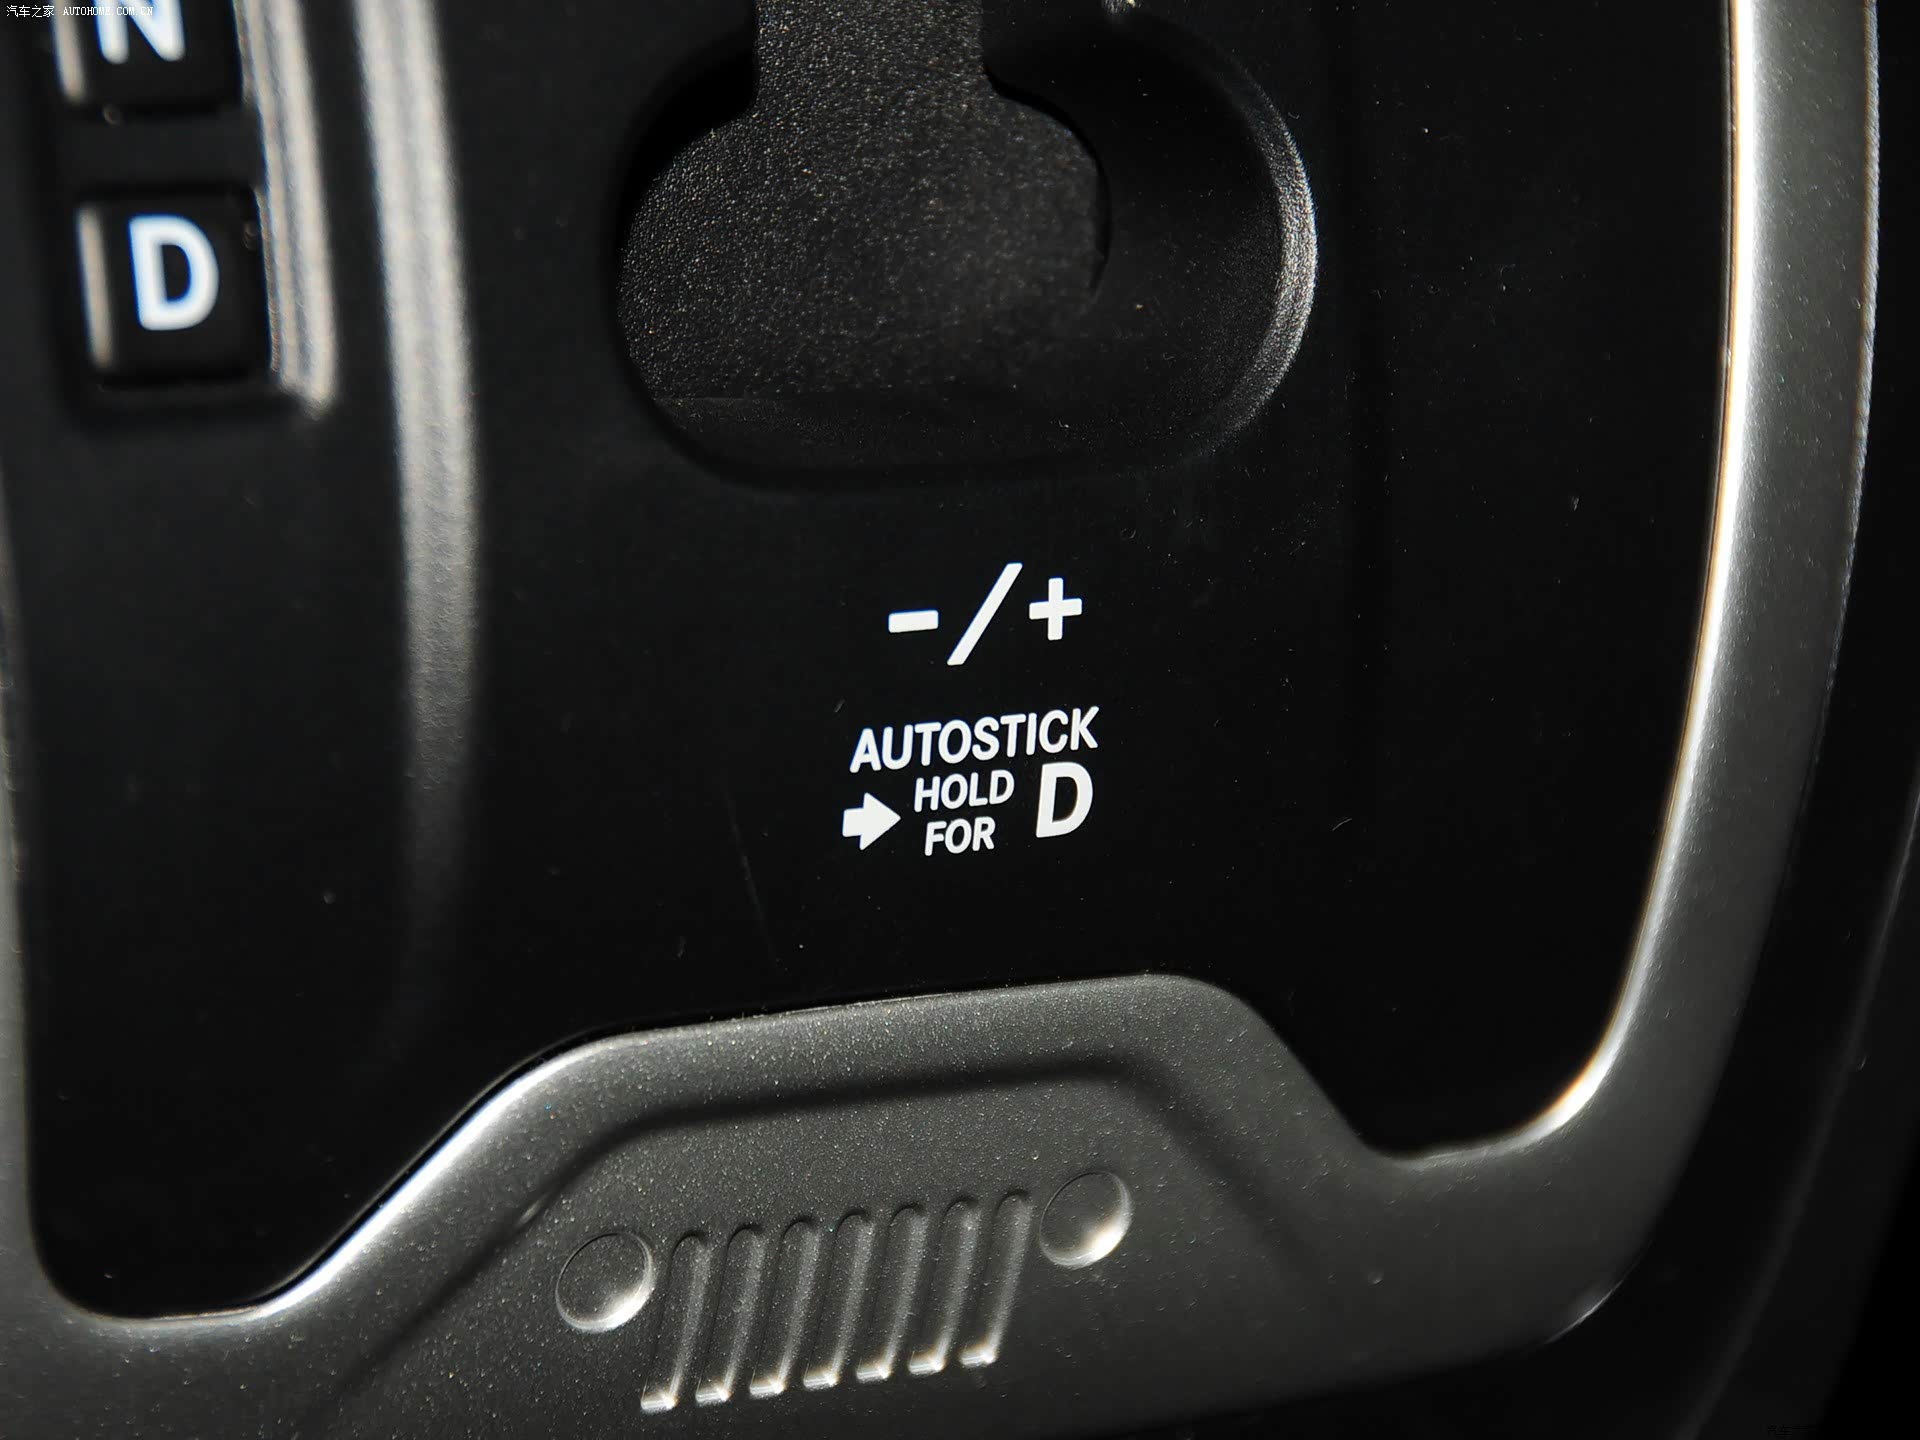 汽车之家 AUTOHOME.COM.CN
N
D
-/+
AUTOSTICK
➡ HOLD FOR D